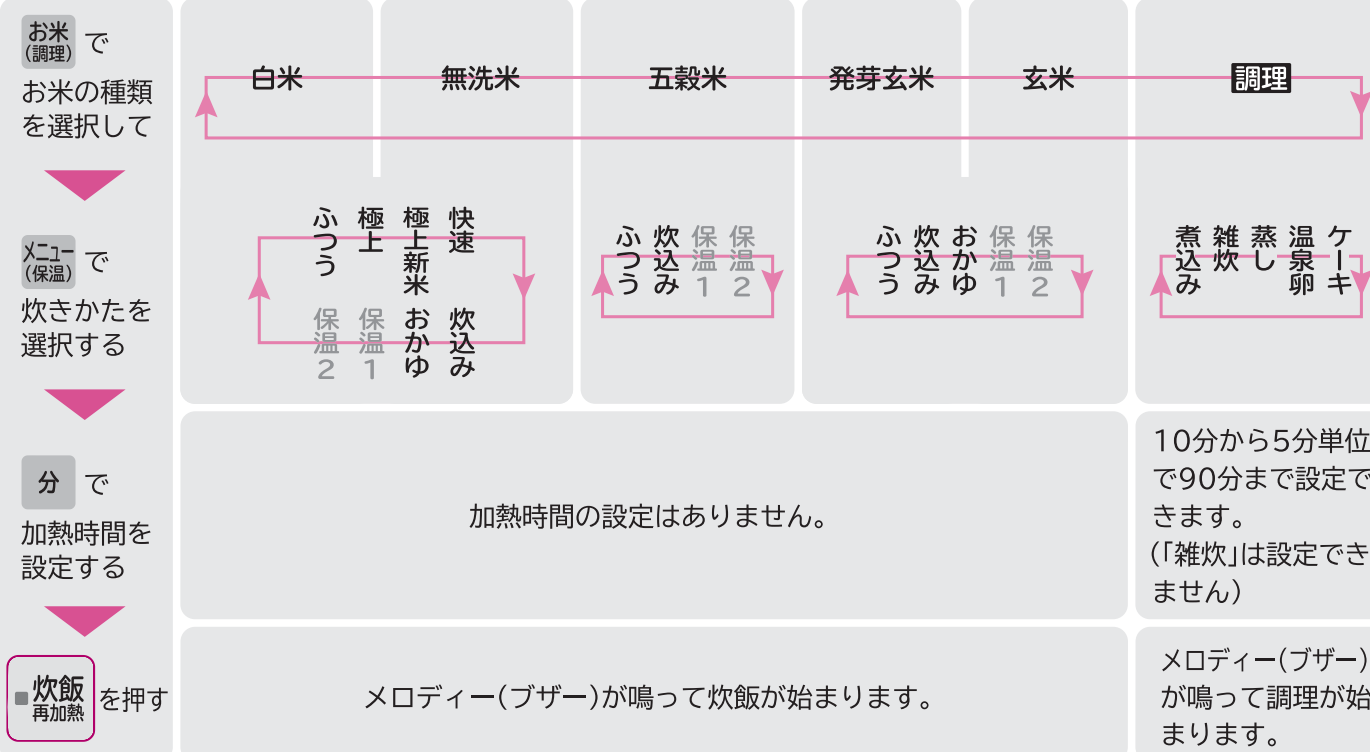 お米
(調理)
で
お米の種類
を選択して
白米
無洗米
五穀米
発芽玄米
玄米
調理
メニュー
(保温)
で
炊きかたを
選択する
ふつう
極上
極上新米
快速
炊込み
おかゆ
保温1
保温2
ふつう
炊込み
保温1
保温2
ふつう
炊込み
おかゆ
保温1
保温2
煮込み
雑炊
蒸し
温泉卵
ケーキ
分
で
加熱時間を
設定する
加熱時間の設定はありません。
10分から5分単位
で90分まで設定で
きます。
(「雑炊」は設定でき
ません)
炊飯
再加熱
を押す
メロディー(ブザー)が鳴って炊飯が始まります。
メロディー(ブザー)
が鳴って調理が始
まります。